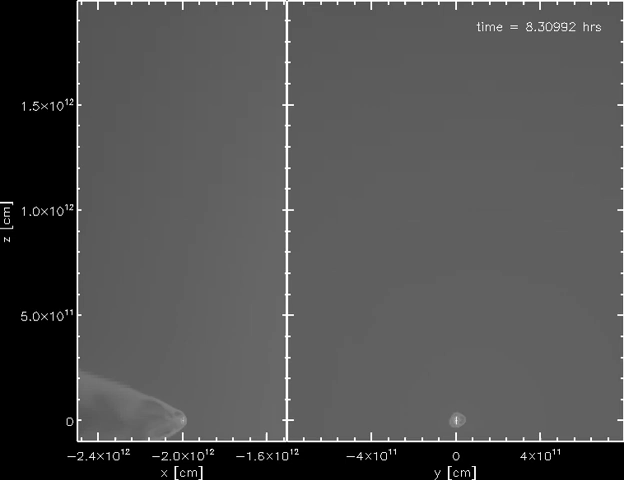 time = 8.30992 hrs
1.5×10¹²
1.0×10¹²
5.0×10¹¹
0
z [cm]
−2.4×10¹² −2.0×10¹² −1.6×10¹² −4×10¹¹ 0 4×10¹¹
x [cm] y [cm]